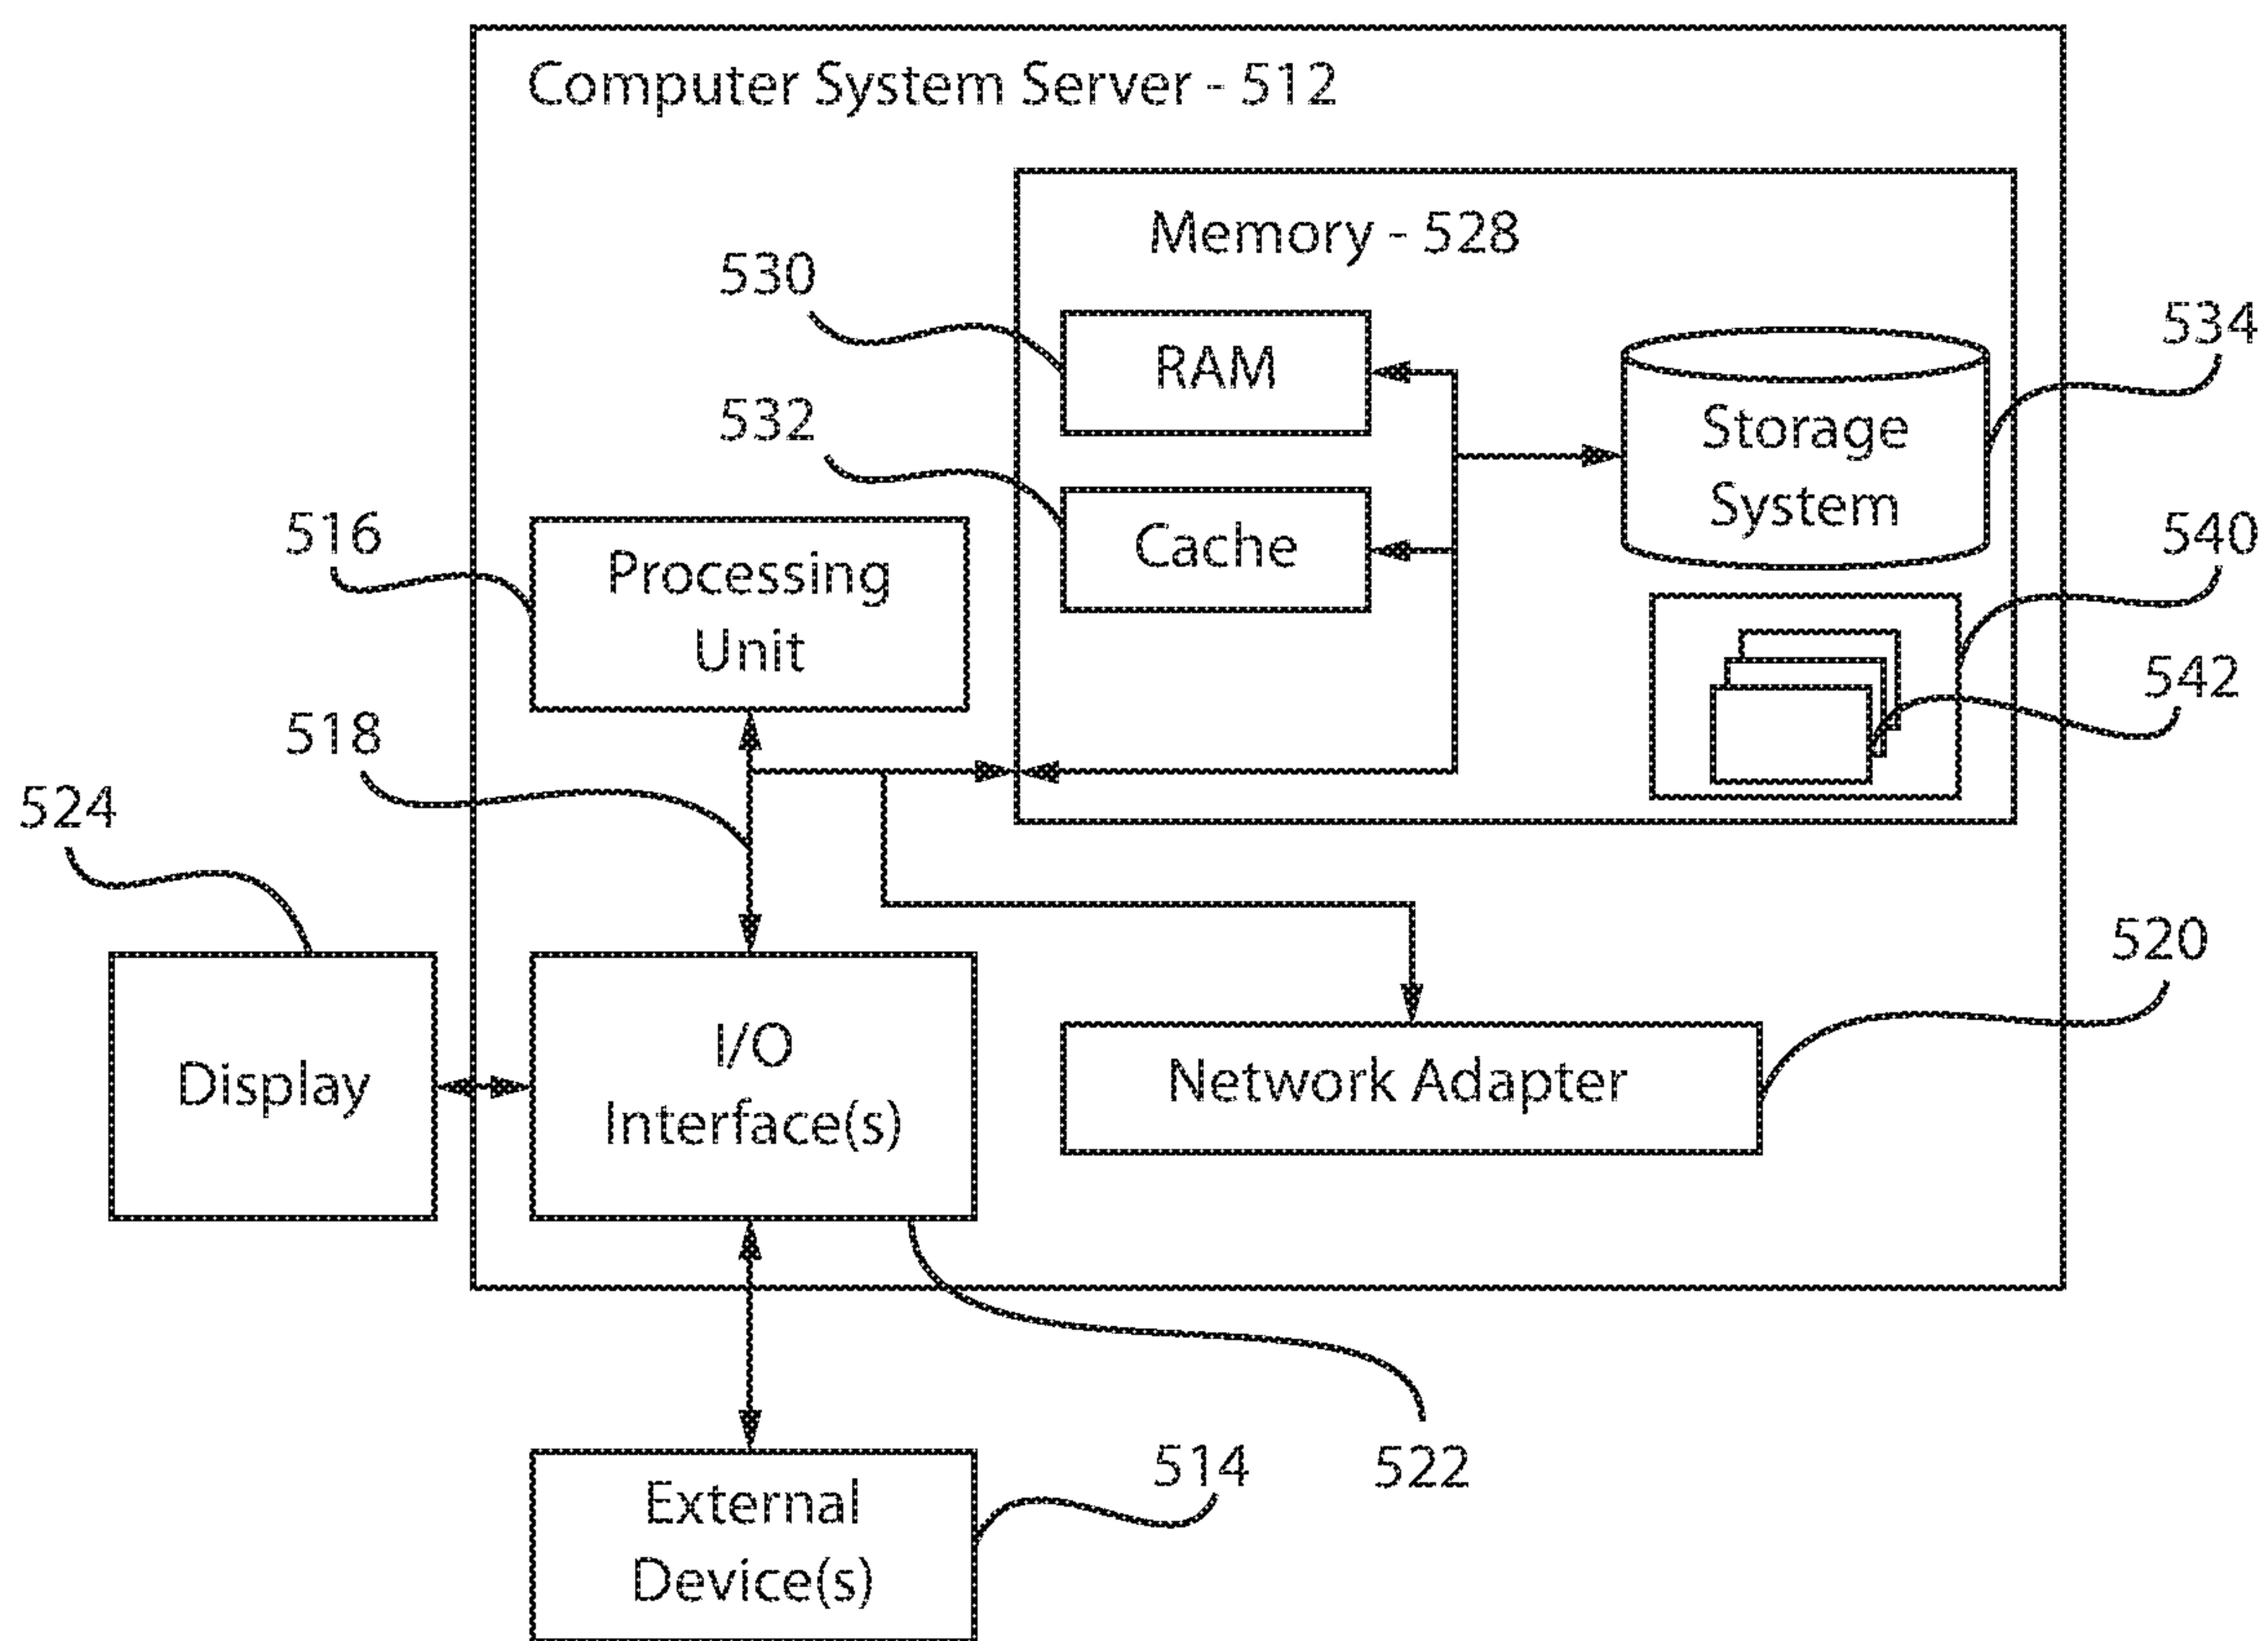 Computer System Server - 512
Memory - 528
530
RAM
534
532
Storage
System
Cache
516
Processing
Unit
540
542
518
524
520
Display
I/O
Interface(s)
Network Adapter
514
522
External
Device(s)